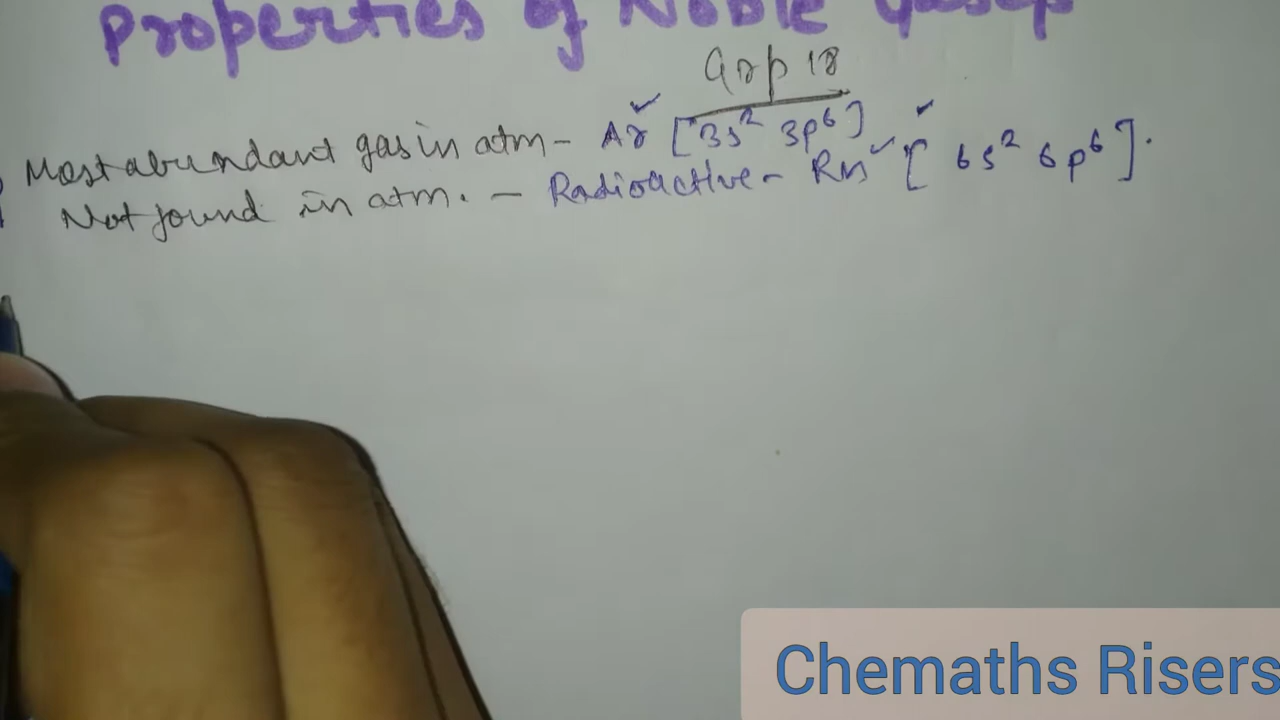 Properties of Noble gases
Grp 18
Most abundant gas in atm - Ar [3s² 3p⁶]
Not found in atm. - Radioactive - Rn [6s² 6p⁶].
Chemaths Risers